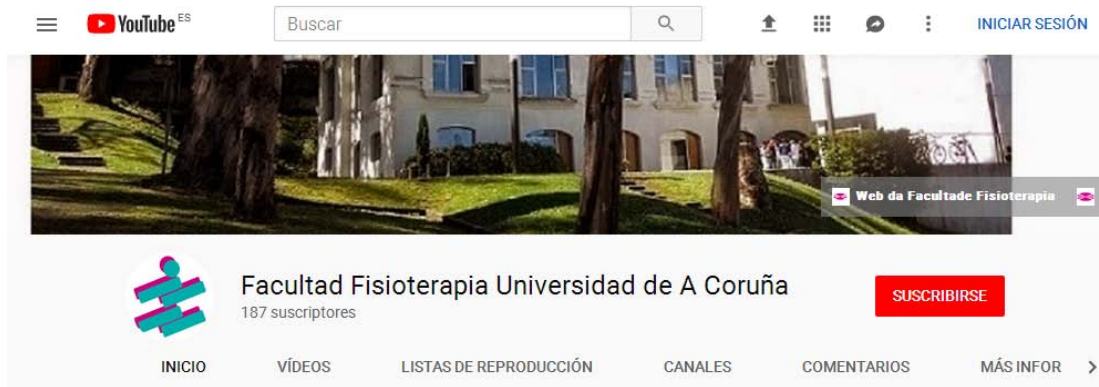 YouTube ES
Buscar
INICIAR SESIÓN
Web da Facultade Fisioterapia
Facultad Fisioterapia Universidad de A Coruña
187 suscriptores
SUSCRIBIRSE
INICIO VÍDEOS LISTAS DE REPRODUCCIÓN CANALES COMENTARIOS MÁS INFOR